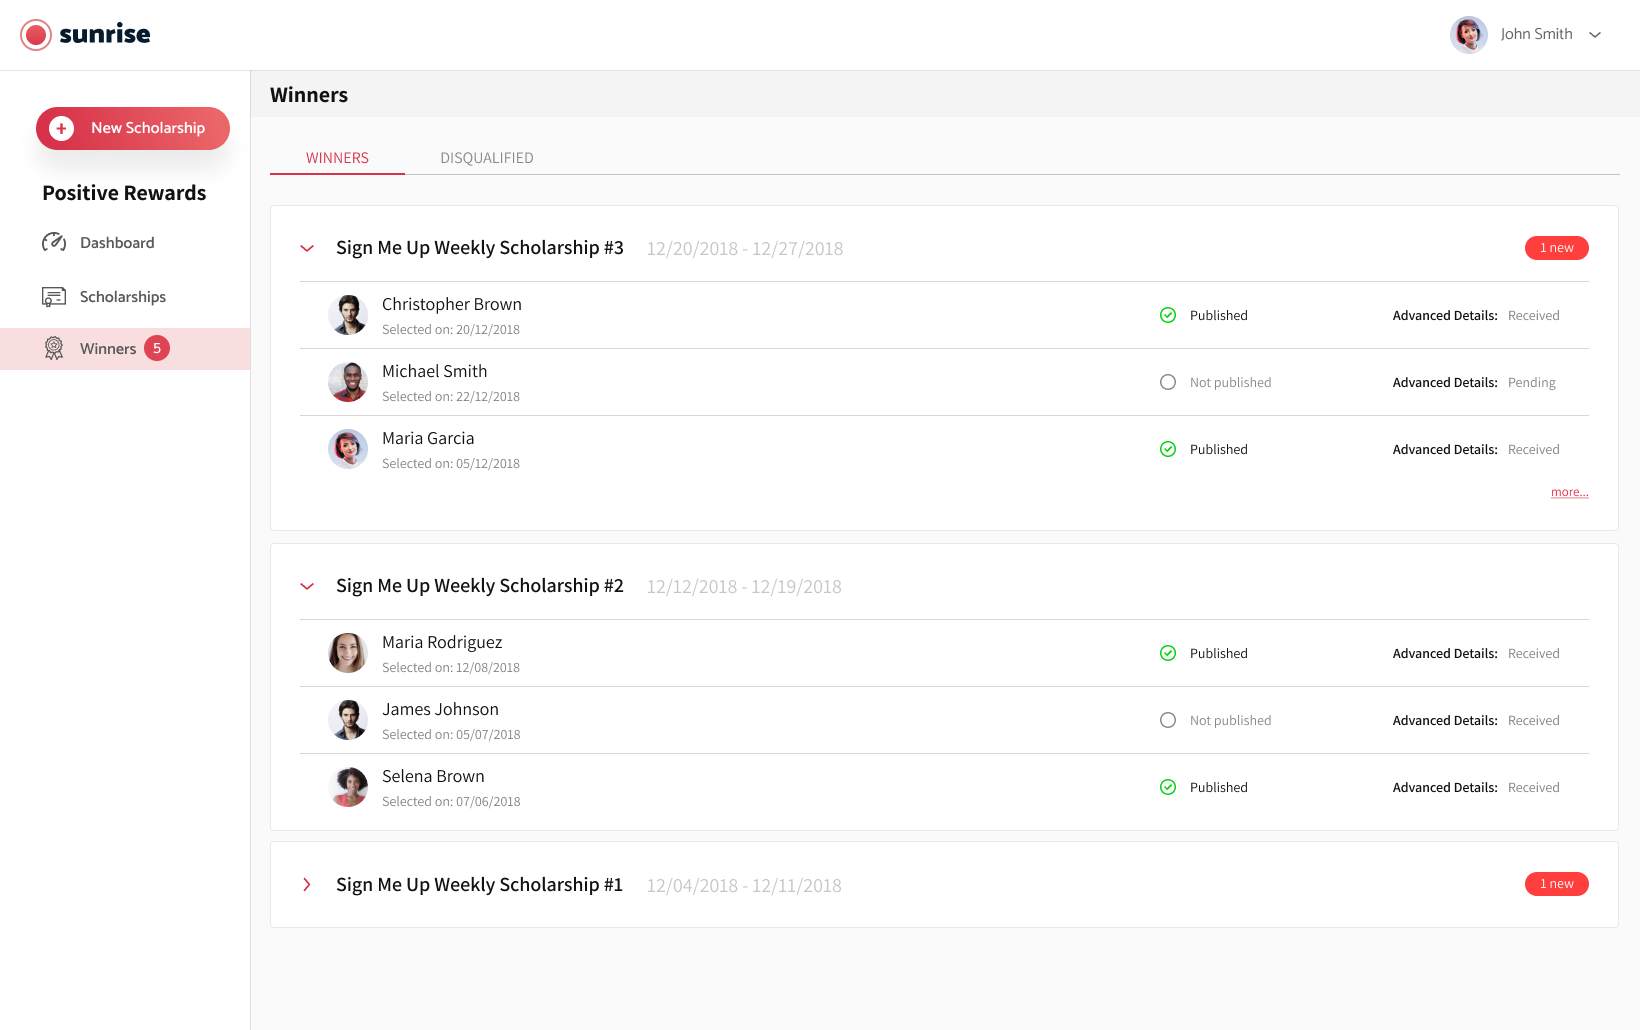 sunrise
John Smith
New Scholarship
Positive Rewards
Dashboard
Scholarships
Winners 5
Winners
WINNERS DISQUALIFIED
Sign Me Up Weekly Scholarship #3 12/20/2018 - 12/27/2018 1 new
Christopher Brown
Selected on: 20/12/2018
Published Advanced Details: Received
Michael Smith
Selected on: 22/12/2018
Not published Advanced Details: Pending
Maria Garcia
Selected on: 05/12/2018
Published Advanced Details: Received
more...
Sign Me Up Weekly Scholarship #2 12/12/2018 - 12/19/2018
Maria Rodriguez
Selected on: 12/08/2018
Published Advanced Details: Received
James Johnson
Selected on: 05/07/2018
Not published Advanced Details: Received
Selena Brown
Selected on: 07/06/2018
Published Advanced Details: Received
Sign Me Up Weekly Scholarship #1 12/04/2018 - 12/11/2018 1 new